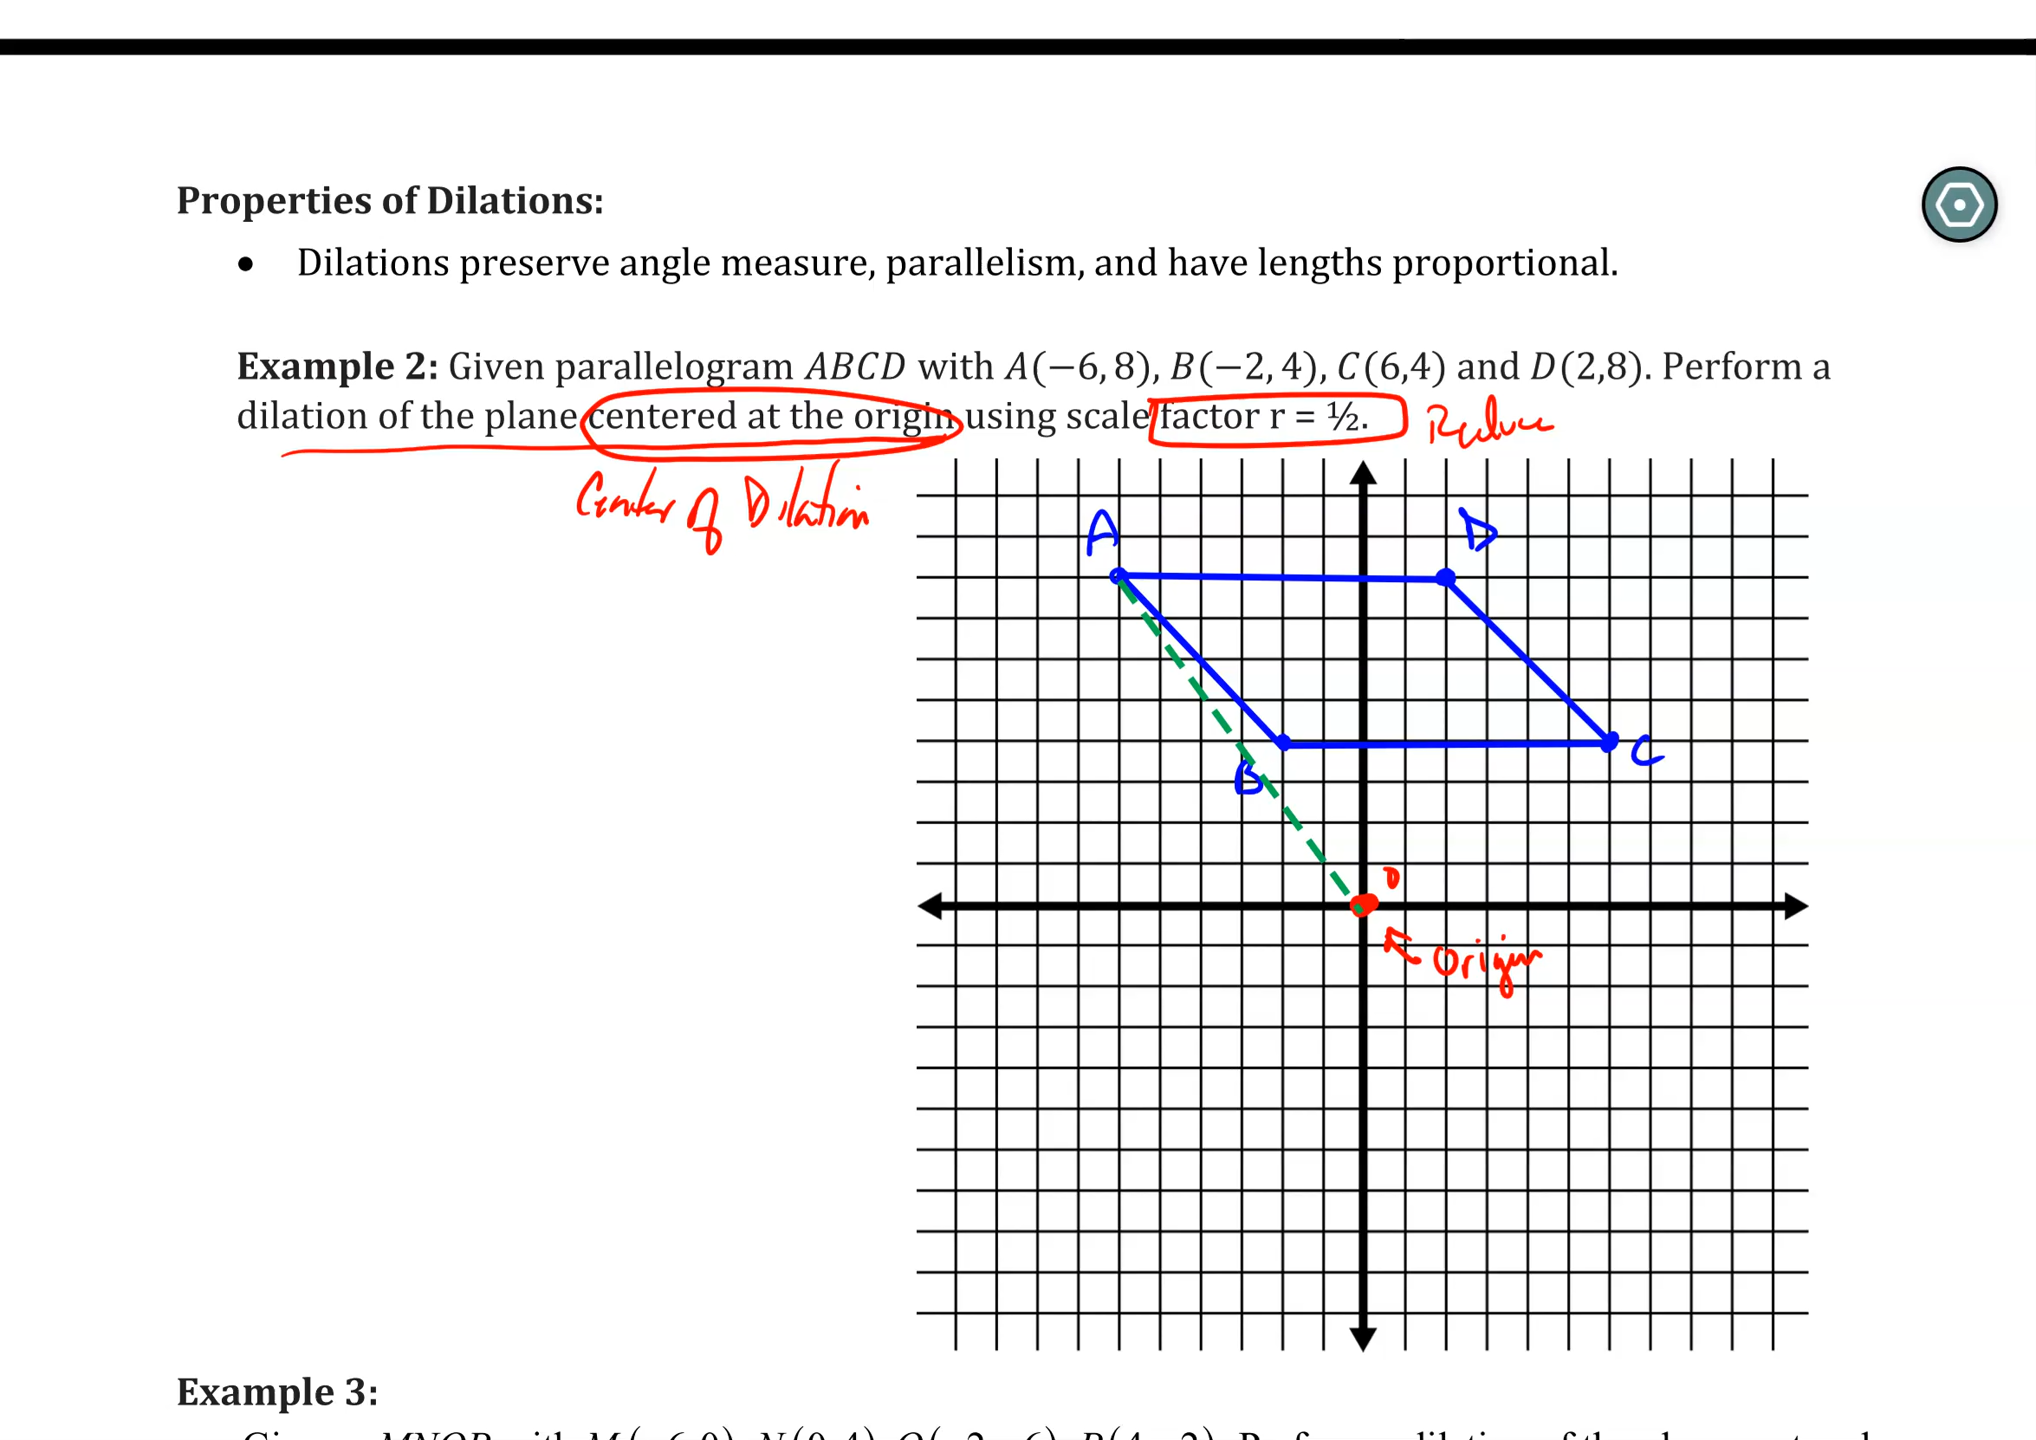 Properties of Dilations:
• Dilations preserve angle measure, parallelism, and have lengths proportional.
Example 2: Given parallelogram ABCD with A(−6, 8), B(−2, 4), C(6,4) and D(2,8). Perform a
dilation of the plane centered at the origin using scale factor r = ½.
Reduce
Center of Dilation
A
D
B
C
O
Origin
Example 3: